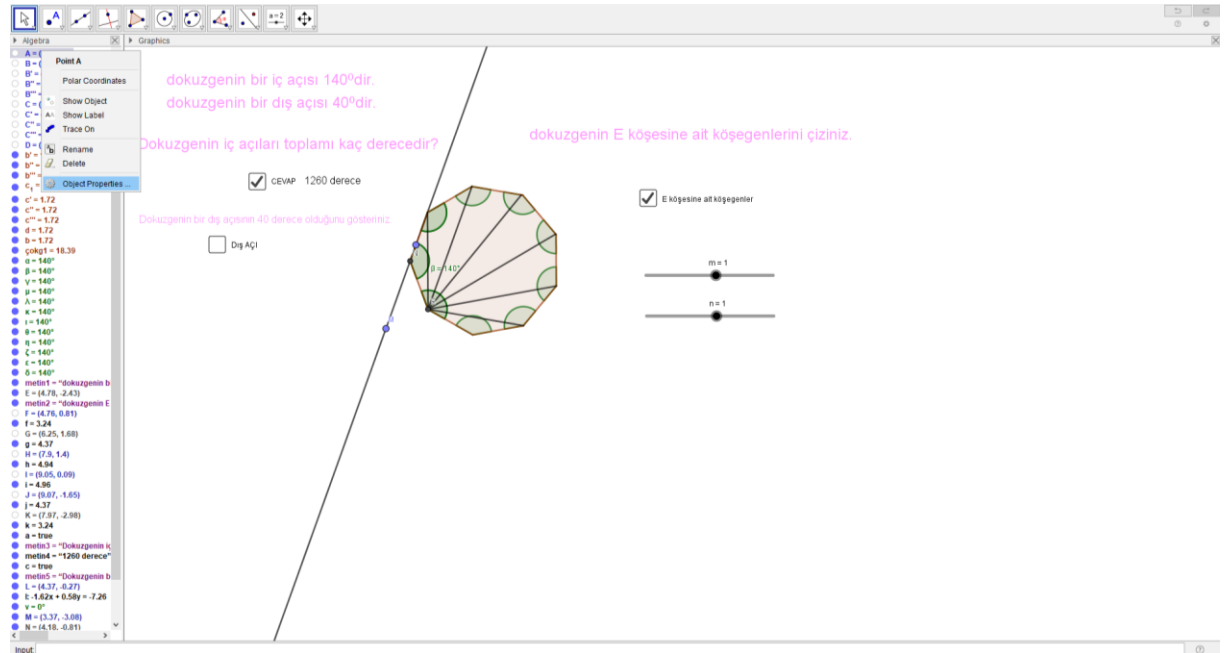 a = 2
Algebra
Graphics
A = (
Point A
Polar Coordinates
Show Object
AA Show Label
Trace On
Rename
Delete
Object Properties ...
B = (
B' =
B'' =
B''' =
C = (
C' =
C'' =
C''' =
D = (
b' =
b'' =
b''' =
c₁ =
c' = 1.72
c'' = 1.72
c''' = 1.72
d = 1.72
b = 1.72
çokg1 = 18.39
α = 140°
β = 140°
γ = 140°
μ = 140°
Λ = 140°
κ = 140°
ι = 140°
θ = 140°
η = 140°
ζ = 140°
ε = 140°
δ = 140°
metin1 = "dokuzgenin b
E = (4.78, -2.43)
metin2 = "dokuzgenin E
F = (4.76, 0.81)
f = 3.24
G = (6.25, 1.68)
g = 4.37
H = (7.9, 1.4)
h = 4.94
I = (9.05, 0.09)
i = 4.96
J = (9.07, -1.65)
j = 4.37
K = (7.97, -2.98)
k = 3.24
a = true
metin3 = "Dokuzgenin iç
metin4 = "1260 derece"
c = true
metin5 = "Dokuzgenin b
L = (4.37, -0.27)
-1.62x + 0.58y = -7.26
ν = 0°
M = (3.37, -3.08)
N = (4.18, -0.81)
dokuzgenin bir iç açısı 140ºdir.
dokuzgenin bir dış açısı 40ºdir.
Dokuzgenin iç açıları toplamı kaç derecedir?
CEVAP 1260 derece
Dokuzgenin bir dış açısının 40 derece olduğunu gösteriniz.
Dış AÇI
β = 140°
dokuzgenin E köşesine ait köşegenlerini çiziniz.
E köşesine ait köşegenler
m = 1
n = 1
Input: